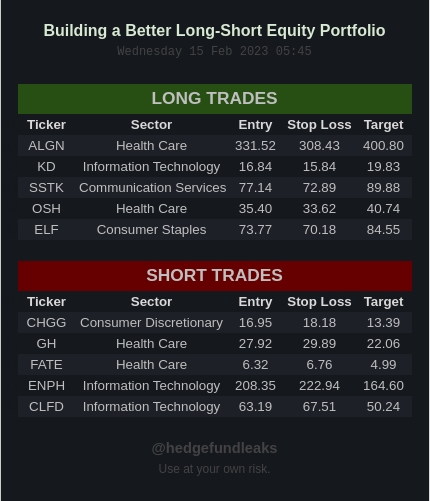 Building a Better Long-Short Equity Portfolio
Wednesday 15 Feb 2023 05:45
LONG TRADES
Ticker Sector Entry Stop Loss Target
ALGN Health Care 331.52 308.43 400.80
KD Information Technology 16.84 15.84 19.83
SSTK Communication Services 77.14 72.89 89.88
OSH Health Care 35.40 33.62 40.74
ELF Consumer Staples 73.77 70.18 84.55
SHORT TRADES
Ticker Sector Entry Stop Loss Target
CHGG Consumer Discretionary 16.95 18.18 13.39
GH Health Care 27.92 29.89 22.06
FATE Health Care 6.32 6.76 4.99
ENPH Information Technology 208.35 222.94 164.60
CLFD Information Technology 63.19 67.51 50.24
@hedgefundleaks
Use at your own risk.